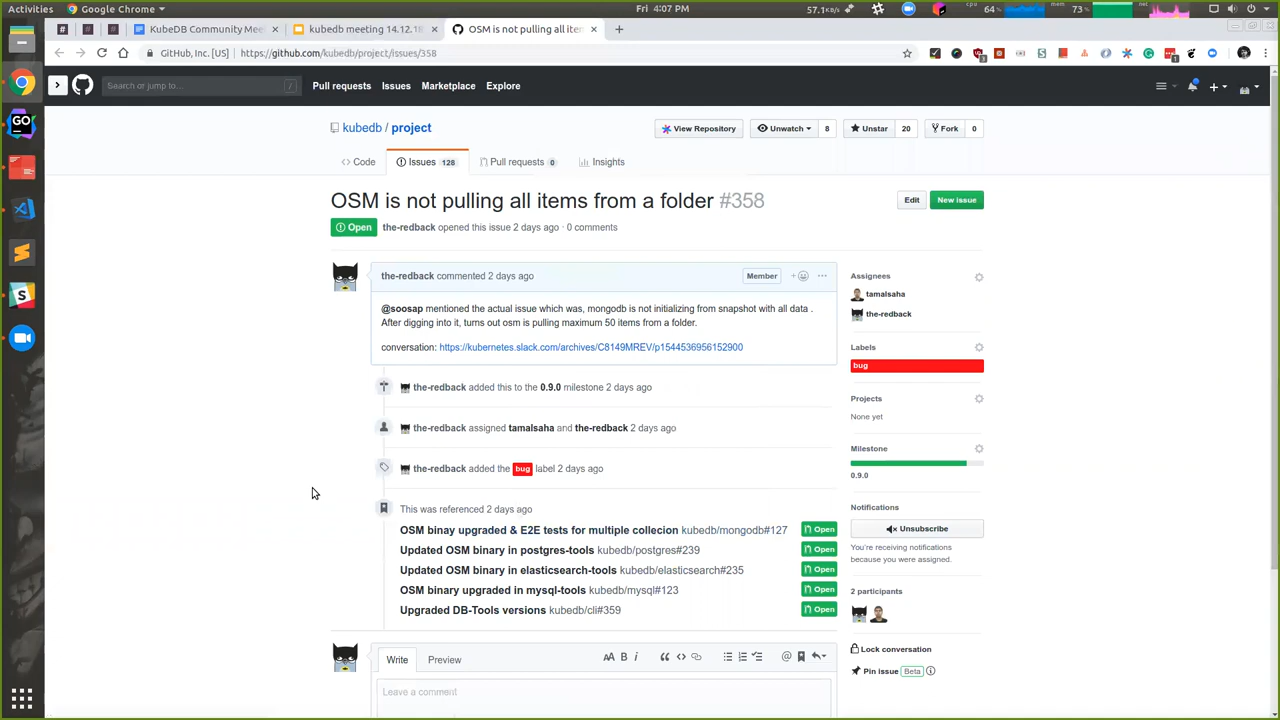 Activities Google Chrome Fri 4:07 PM 57.1kg cpu 64 % mem 73 % net
KubeDB Community Mee kubedb meeting 14.12.18 OSM is not pulling all iten
GitHub, Inc. [US] https://github.com/kubedb/project/issues/358
Search or jump to... / Pull requests Issues Marketplace Explore
kubedb / project View Repository Unwatch 8 Unstar 20 Fork 0
Code Issues 128 Pull requests 0 Insights
OSM is not pulling all items from a folder #358 Edit New issue
Open the-redback opened this issue 2 days ago · 0 comments
the-redback commented 2 days ago Member
@soosap mentioned the actual issue which was, mongodb is not initializing from snapshot with all data .
After digging into it, turns out osm is pulling maximum 50 items from a folder.
conversation: https://kubernetes.slack.com/archives/C8149MREV/p1544536956152900
the-redback added this to the 0.9.0 milestone 2 days ago
the-redback assigned tamalsaha and the-redback 2 days ago
the-redback added the bug label 2 days ago
This was referenced 2 days ago
OSM binay upgraded & E2E tests for multiple collecion kubedb/mongodb#127 Open
Updated OSM binary in postgres-tools kubedb/postgres#239 Open
Updated OSM binary in elasticsearch-tools kubedb/elasticsearch#235 Open
OSM binary upgraded in mysql-tools kubedb/mysql#123 Open
Upgraded DB-Tools versions kubedb/cli#359 Open
Write Preview AA B i
Leave a comment
Assignees
tamalsaha
the-redback
Labels
bug
Projects
None yet
Milestone
0.9.0
Notifications
Unsubscribe
You're receiving notifications
because you were assigned.
2 participants
Lock conversation
Pin issue Beta